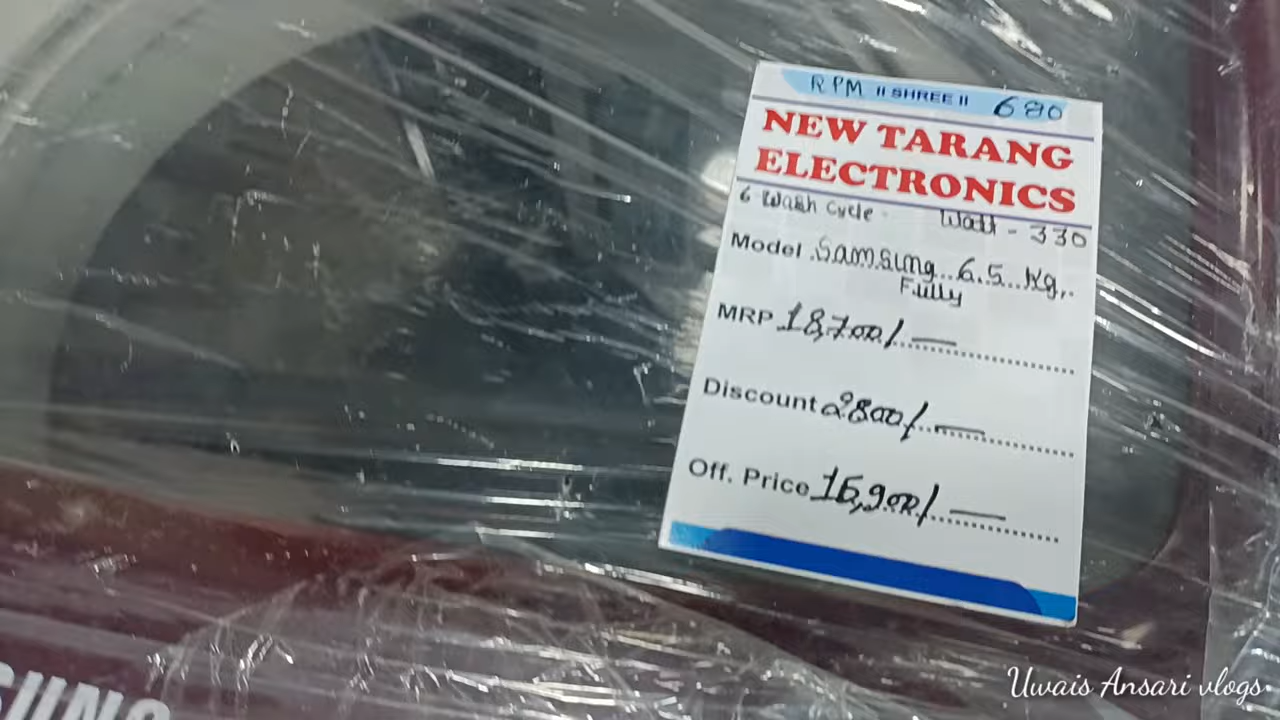 RPM || SHREE || 680
NEW TARANG
ELECTRONICS
6 Wash Cycle - Watt - 330
Model Samsung 6.5 Kg.
Fully
MRP 18,700/-
Discount 2800/-
Off. Price 15,900/-
SUNG
Uwais Ansari vlogs